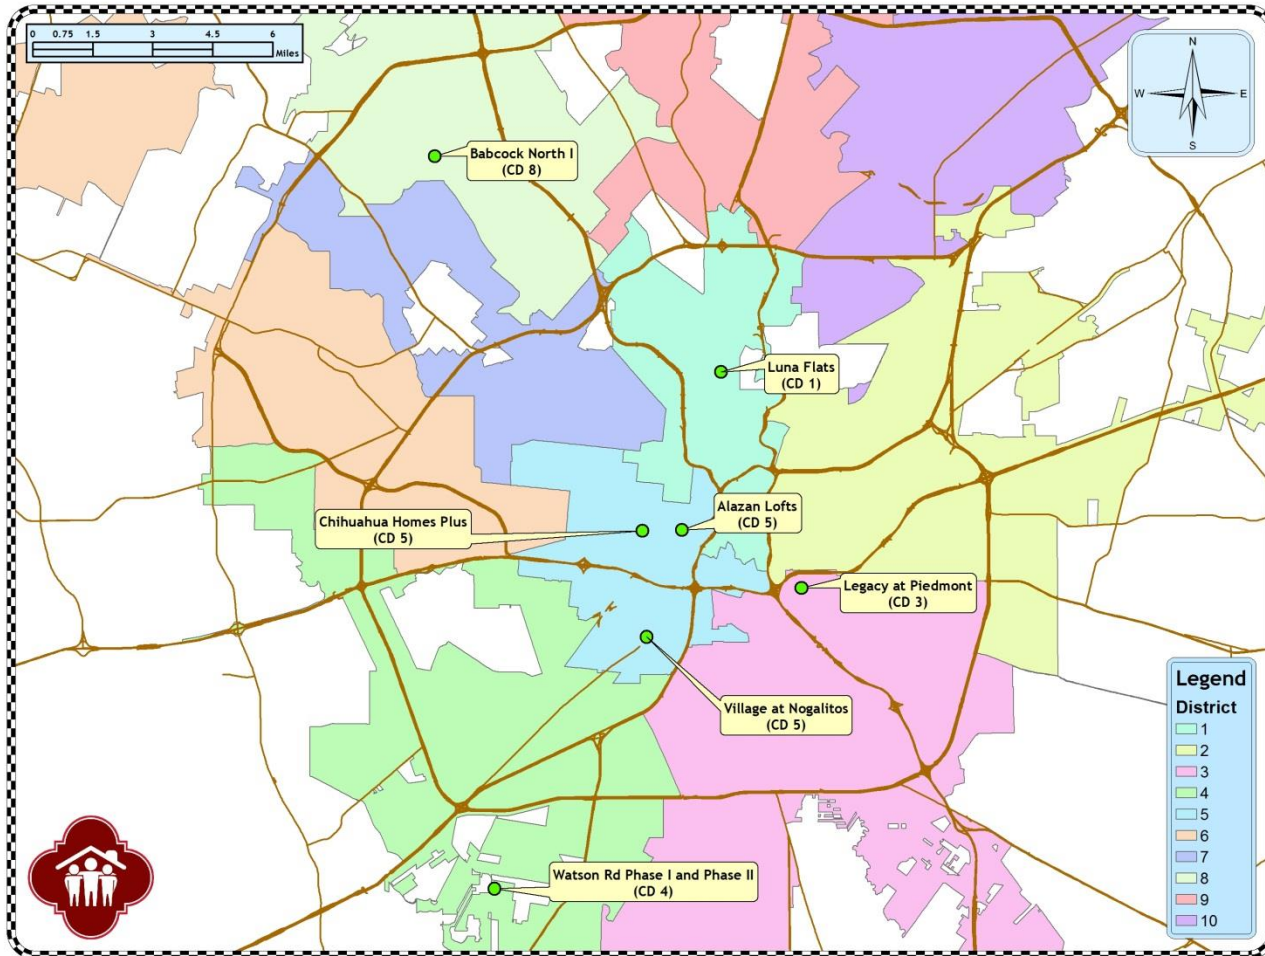 0 0.75 1.5 3 4.5 6
Miles
N
W E
S
Babcock North I
(CD 8)
Luna Flats
(CD 1)
Alazan Lofts
(CD 5)
Chihuahua Homes Plus
(CD 5)
Legacy at Piedmont
(CD 3)
Village at Nogalitos
(CD 5)
Watson Rd Phase I and Phase II
(CD 4)
Legend
District
1
2
3
4
5
6
7
8
9
10